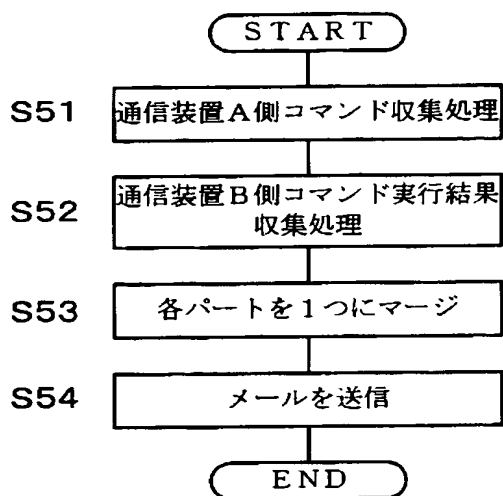 START
S51 通信装置A側コマンド収集処理
S52 通信装置B側コマンド実行結果
収集処理
S53 各パートを1つにマージ
S54 メールを送信
END